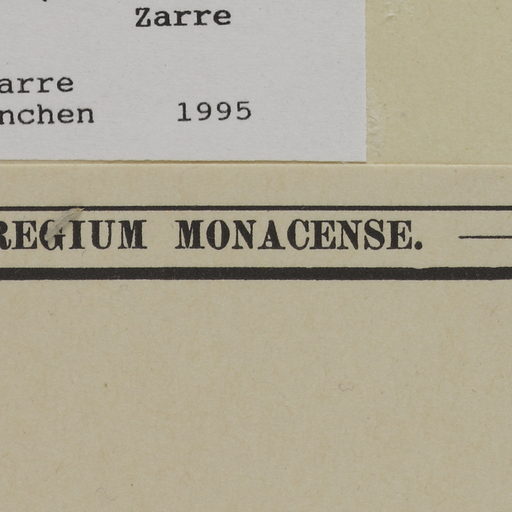 Zarre
arre
nchen 1995
REGIUM MONACENSE.